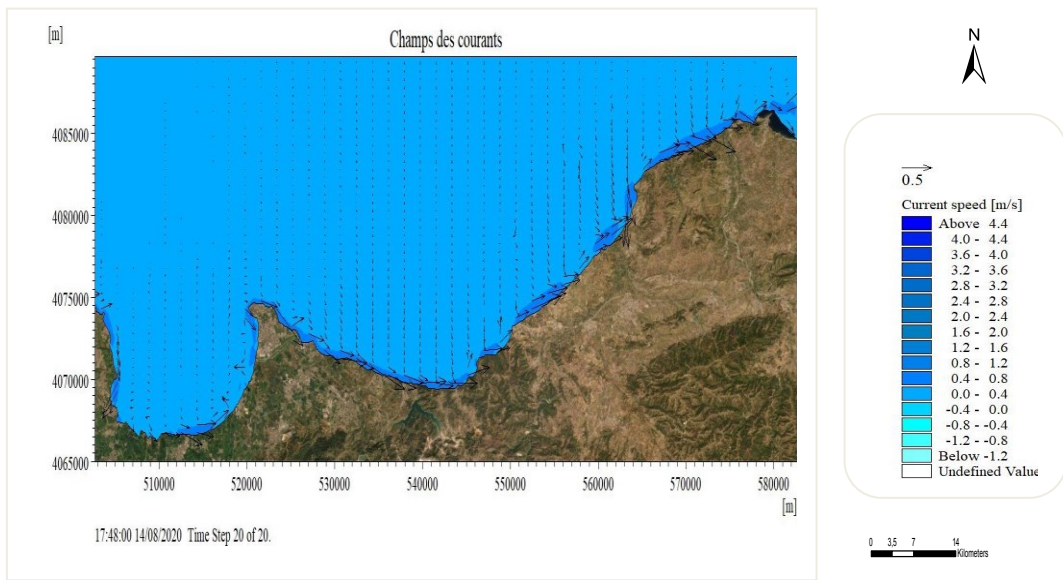 [m]
Champs des courants
4085000
4080000
4075000
4070000
4065000
510000 520000 530000 540000 550000 560000 570000 580000
[m]
17:48:00 14/08/2020 Time Step 20 of 20.
N
0.5
Current speed [m/s]
Above 4.4
4.0 - 4.4
3.6 - 4.0
3.2 - 3.6
2.8 - 3.2
2.4 - 2.8
2.0 - 2.4
1.6 - 2.0
1.2 - 1.6
0.8 - 1.2
0.4 - 0.8
0.0 - 0.4
-0.4 - 0.0
-0.8 - -0.4
-1.2 - -0.8
Below -1.2
Undefined Value
0 3,5 7 14
Kilometers